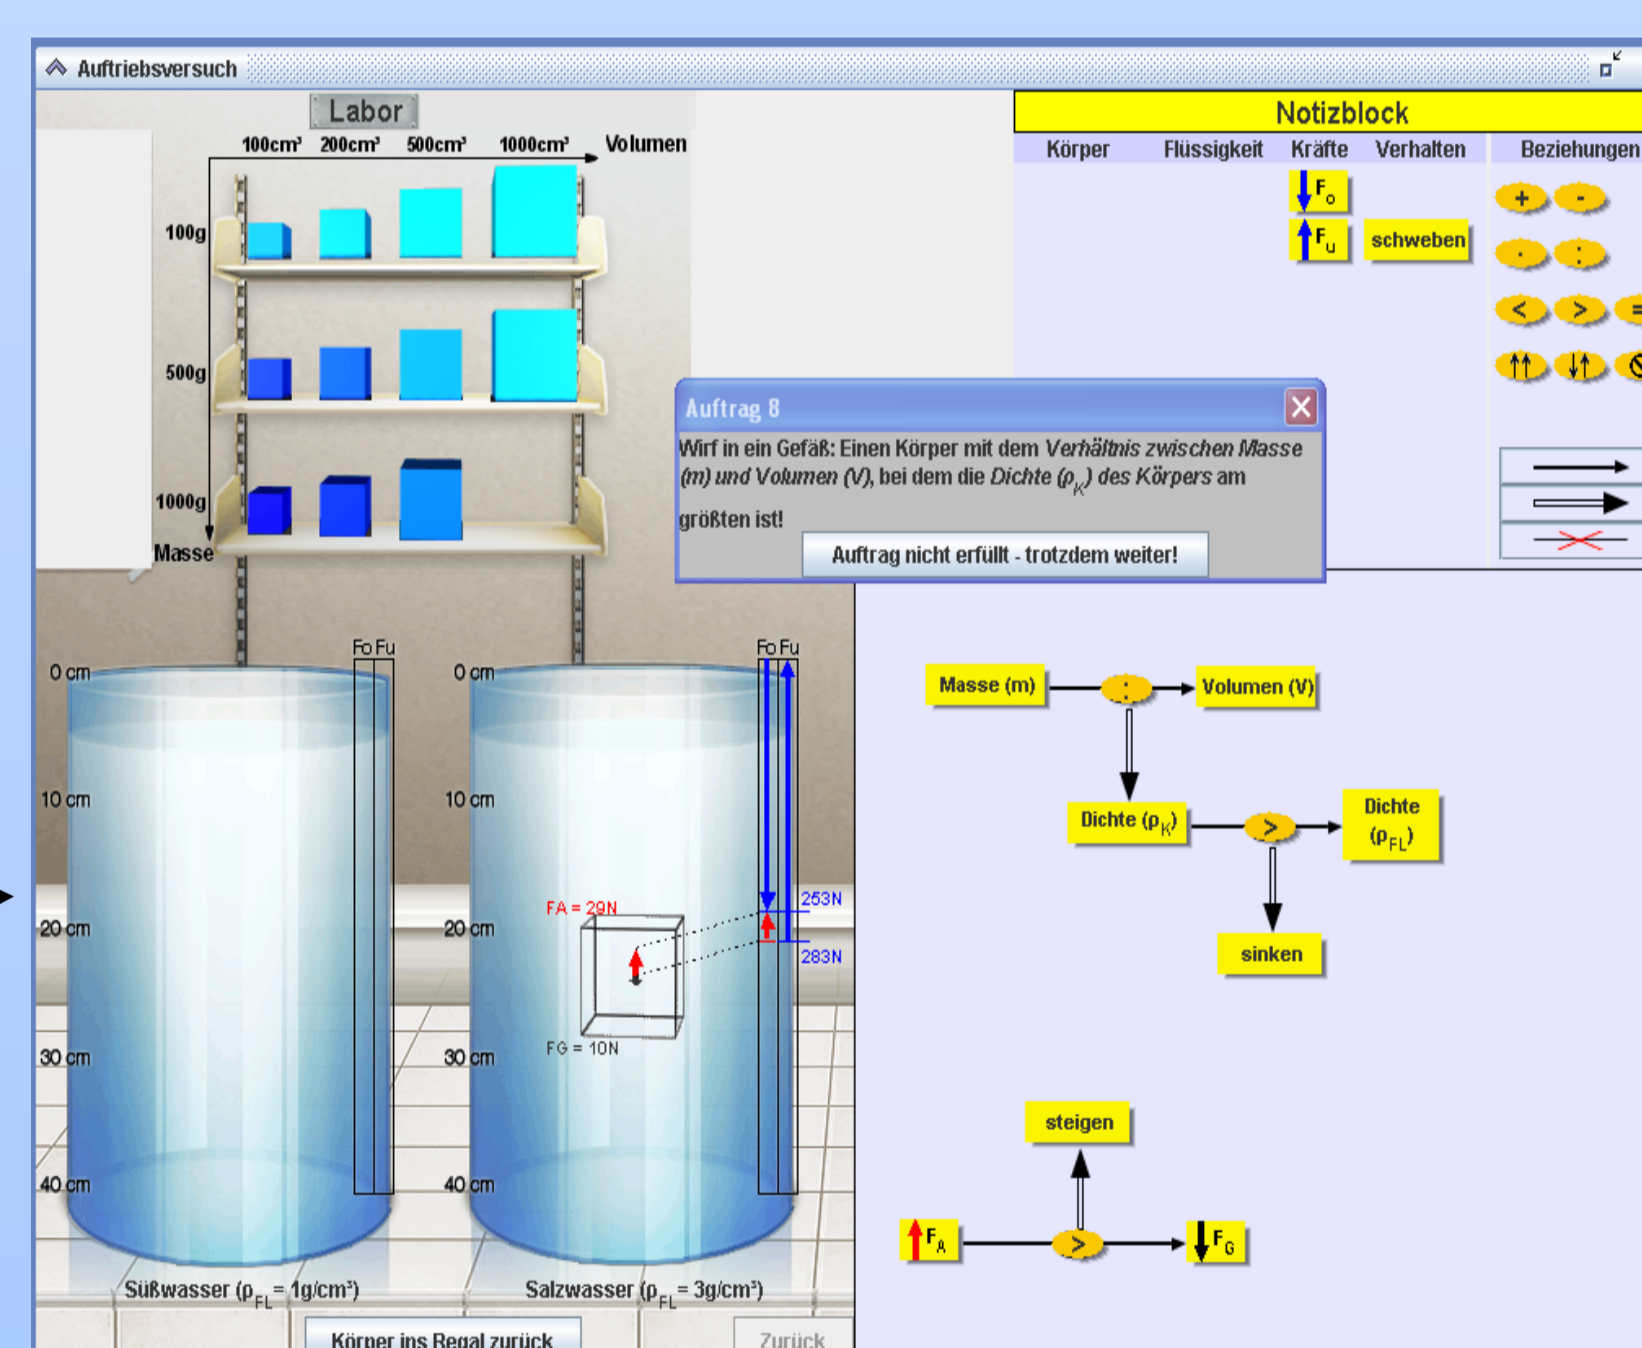 Auftriebsversuch
Labor
100cm³ 200cm³ 500cm³ 1000cm³ Volumen
100g
500g
1000g
Masse
Notizblock
Körper Flüssigkeit Kräfte Verhalten Beziehungen
Fo
Fu
schweben
+ -
· :
< > =
Auftrag 8
Wirf in ein Gefäß: Einen Körper mit dem Verhältnis zwischen Masse
(m) und Volumen (V), bei dem die Dichte (ρK) des Körpers am
größten ist!
Auftrag nicht erfüllt - trotzdem weiter!
Fo Fu
0 cm
10 cm
20 cm
30 cm
40 cm
Süßwasser (ρFL = 1g/cm³)
Fo Fu
0 cm
10 cm
20 cm
30 cm
40 cm
253N
283N
FA = 29N
FG = 10N
Salzwasser (ρFL = 3g/cm³)
Körper ins Regal zurück
Zurück
Masse (m) : Volumen (V)
Dichte (ρK) > Dichte
(ρFL)
sinken
steigen
FA > FG